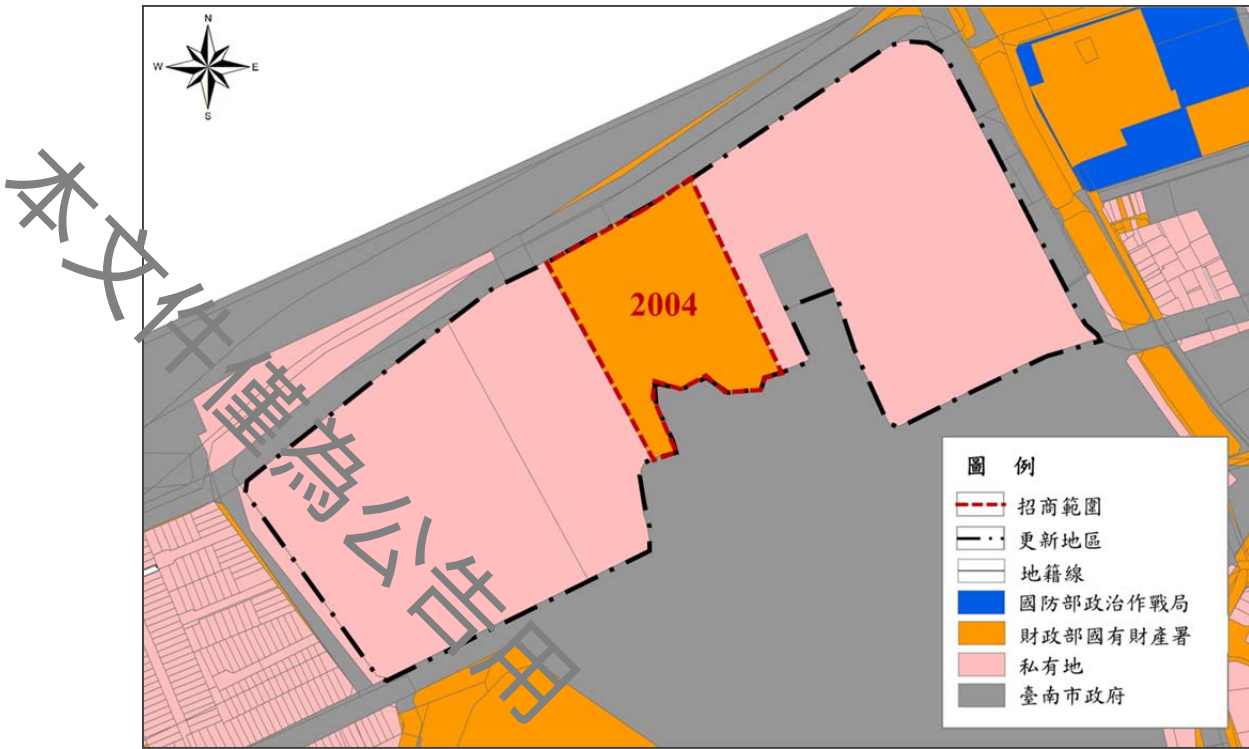 N
W
E
S
2004
本文件僅為公告用
圖 例
招商範圍
更新地區
地籍線
國防部政治作戰局
財政部國有財產署
私有地
臺南市政府